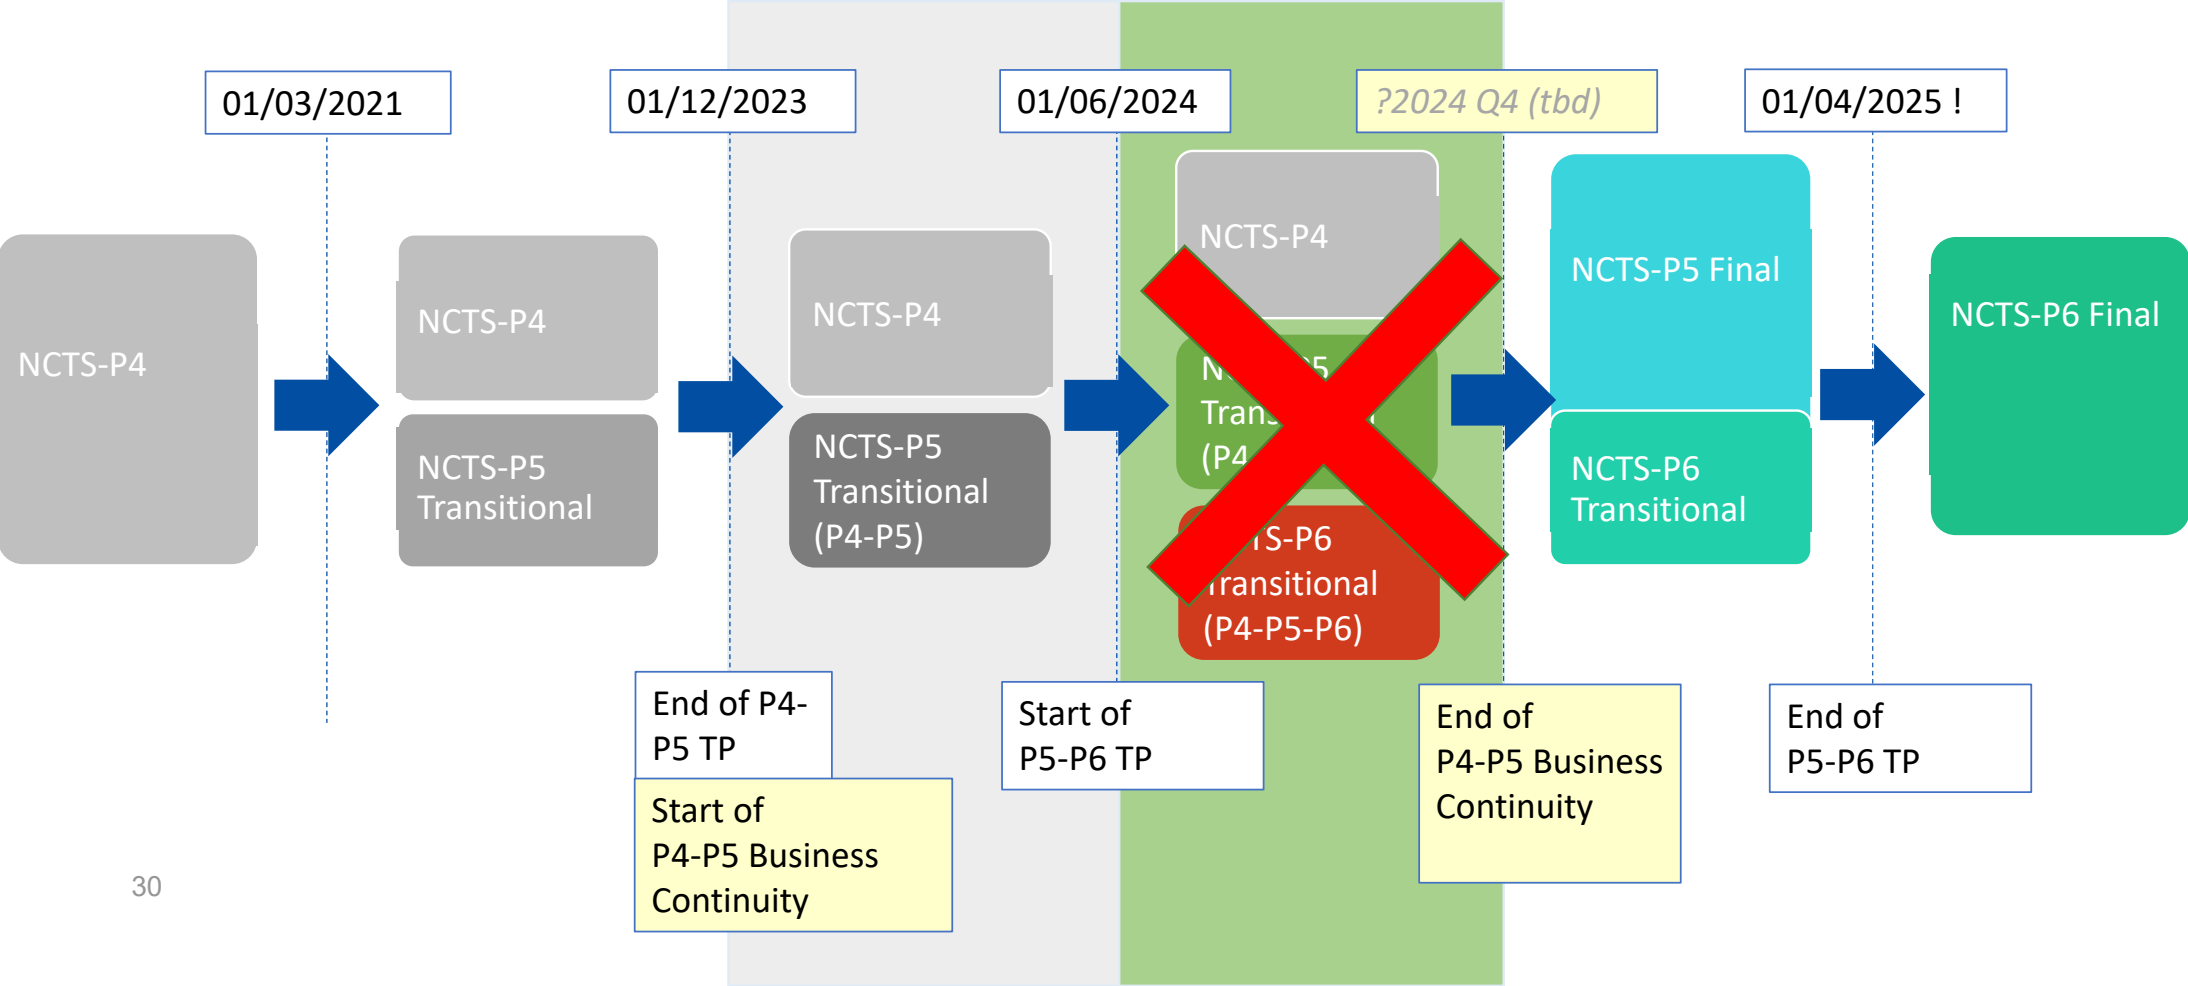 01/03/2021
01/12/2023
01/06/2024
?2024 Q4 (tbd)
01/04/2025 !
NCTS-P4
NCTS-P4
NCTS-P5
Transitional
NCTS-P4
NCTS-P5
Transitional
(P4-P5)
NCTS-P4
Transitional
(P4-P5-P6)
NCTS-P5 Final
NCTS-P6
Transitional
NCTS-P6 Final
End of P4-
P5 TP
Start of
P4-P5 Business
Continuity
Start of
P5-P6 TP
End of
P4-P5 Business
Continuity
End of
P5-P6 TP
30